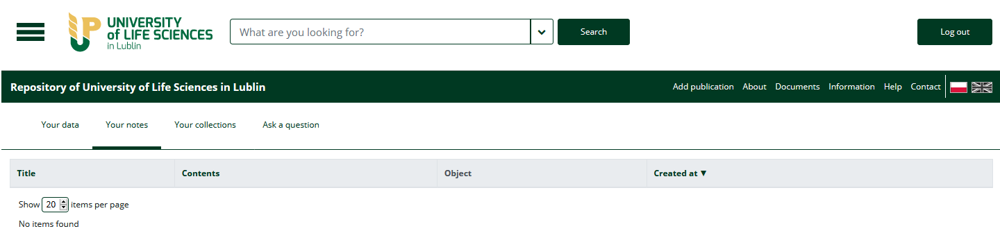 UNIVERSITY
of LIFE SCIENCES
in Lublin
What are you looking for?
Search
Log out
Repository of University of Life Sciences in Lublin
Add publication About Documents Information Help Contact
Your data Your notes Your collections Ask a question
Title Contents Object Created at ▼
Show 20 items per page
No items found